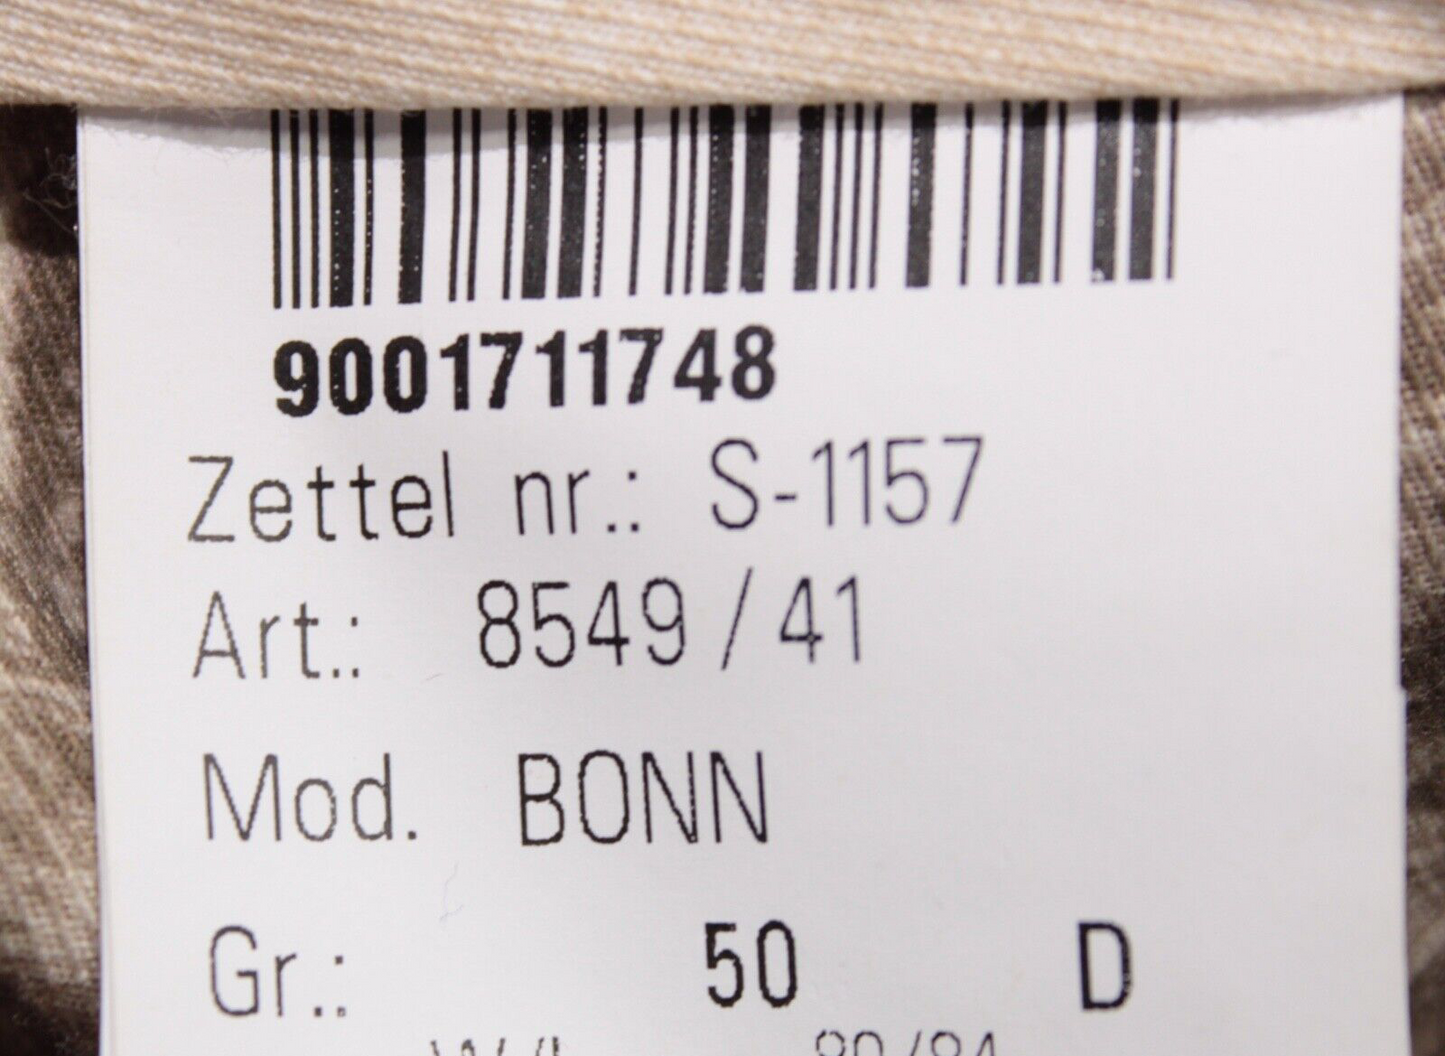 9001711748
Zettel nr.: S-1157
Art.: 8549 / 41
Mod. BONN
Gr.: 50 D